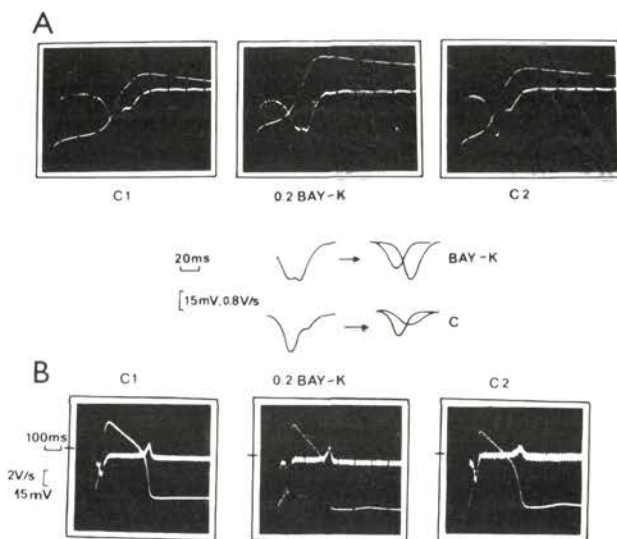 A
C1
0.2 BAY-K
C2
20ms
15mV, 0.8V/s
BAY-K
C
B
C1
0.2 BAY-K
C2
100ms
2V/s
15mV